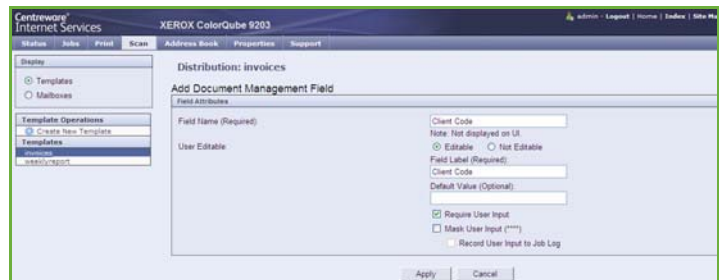 Centreware®
Internet Services
XEROX ColorQube 9203
admin - Logout | Home | Index | Site Ma
Status Jobs Print Scan Address Book Properties Support
Display
Templates
Mailboxes
Template Operations
Create New Template
Templates
invoices
weeklyreport
Distribution: invoices
Add Document Management Field
Field Attributes
Field Name (Required):
Client Code
Note: Not displayed on UI.
User Editable
Editable Not Editable
Field Label (Required):
Client Code
Default Value (Optional):
Require User Input
Mask User Input (****)
Record User Input to Job Log
Apply Cancel